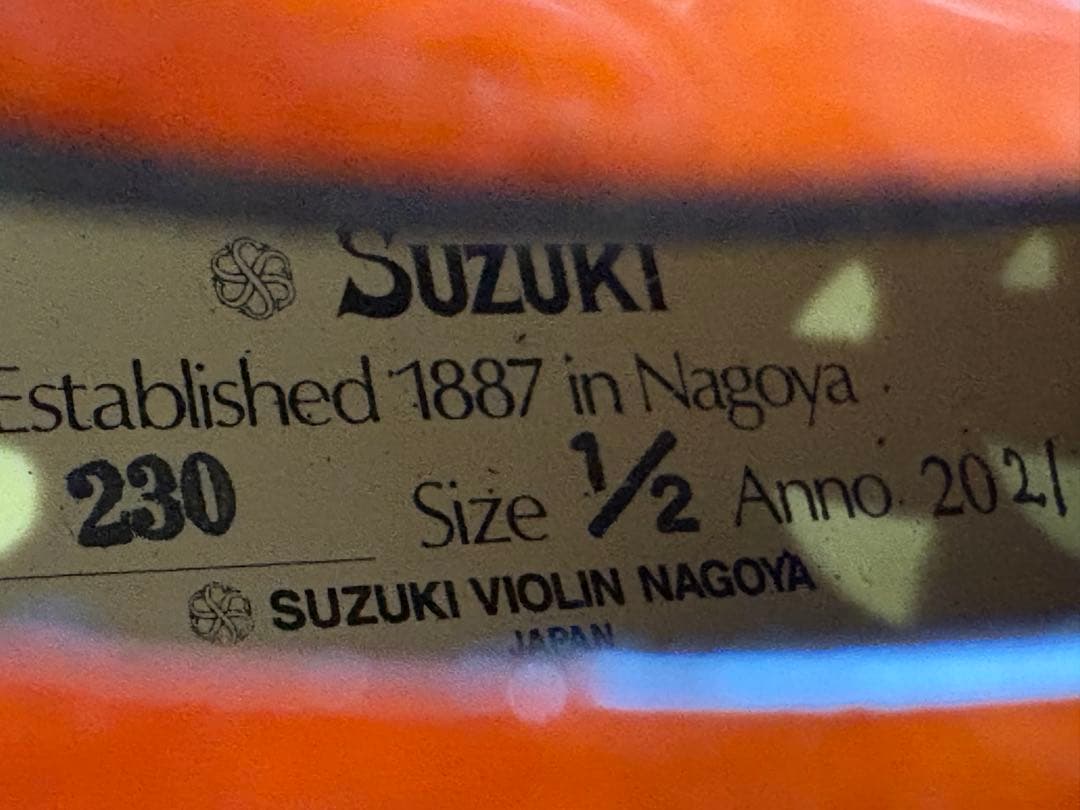 SUZUKI
Established 1887 in Nagoya
230 Size 1/2 Anno. 2021
SUZUKI VIOLIN NAGOYA
JAPAN